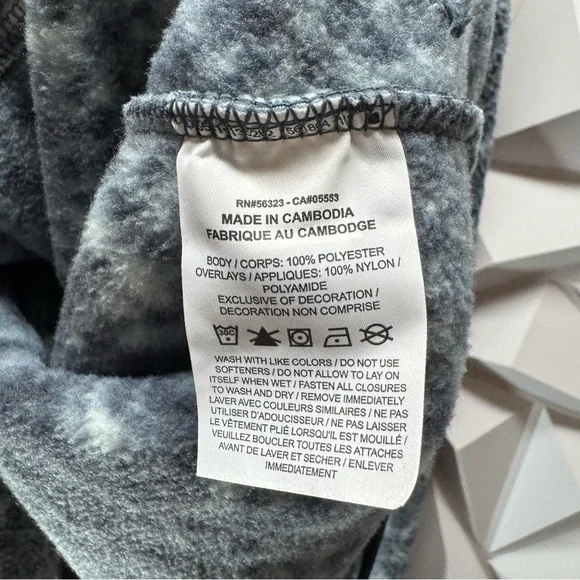 RN#56323 - CA#05553
MADE IN CAMBODIA
FABRIQUE AU CAMBODGE
BODY / CORPS: 100% POLYESTER
OVERLAYS / APPLIQUES: 100% NYLON /
POLYAMIDE
EXCLUSIVE OF DECORATION /
DECORATION NON COMPRISE
30C
WASH WITH LIKE COLORS / DO NOT USE
SOFTENERS / DO NOT ALLOW TO LAY ON
ITSELF WHEN WET / FASTEN ALL CLOSURES
TO WASH AND DRY / REMOVE IMMEDIATELY
LAVER AVEC COULEURS SIMILAIRES / NE PAS
UTILISER D'ADOUCISSEUR / NE PAS LAISSER
LE VÊTEMENT PLIÉ LORSQU'IL EST MOUILLÉ /
VEUILLEZ BOUCLER TOUTES LES ATTACHES
AVANT DE LAVER ET SECHER / ENLEVER
IMMEDIATEMENT